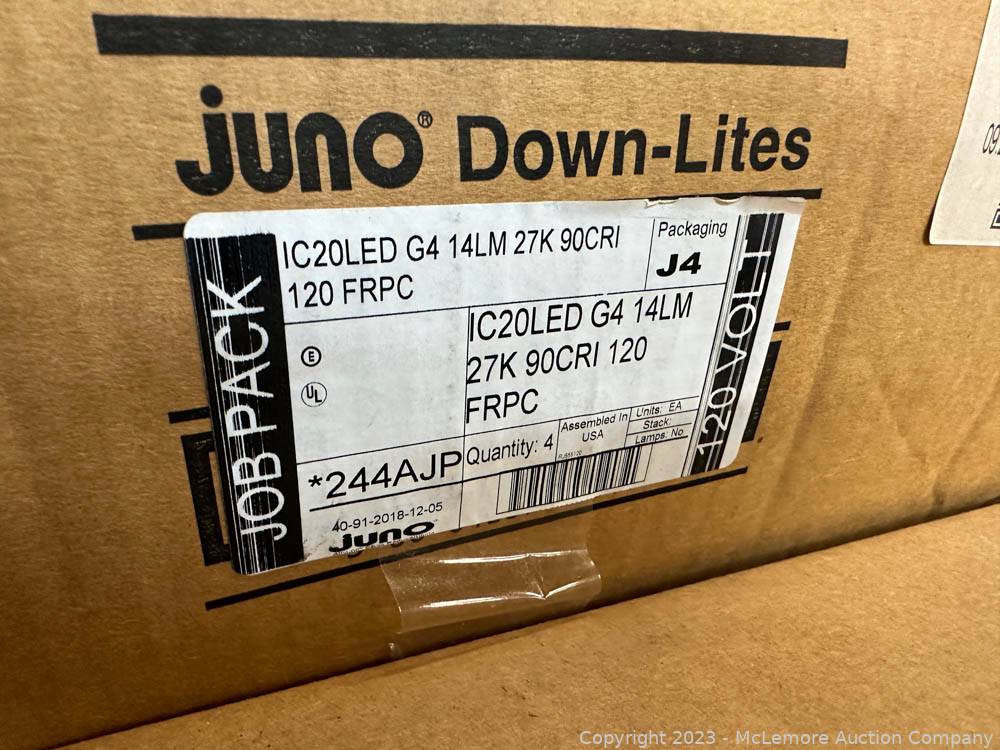 juno® Down-Lites
JOB PACK
IC20LED G4 14LM 27K 90CRI
120 FRPC
Packaging
J4
120 VOLT
IC20LED G4 14LM
27K 90CRI 120
FRPC
E
UL
*244AJP
Quantity: 4
Assembled In
USA
Units: EA
Stack:
Lamps: No
40-91-2018-12-05
juno
Copyright 2023 - McLemore Auction Company